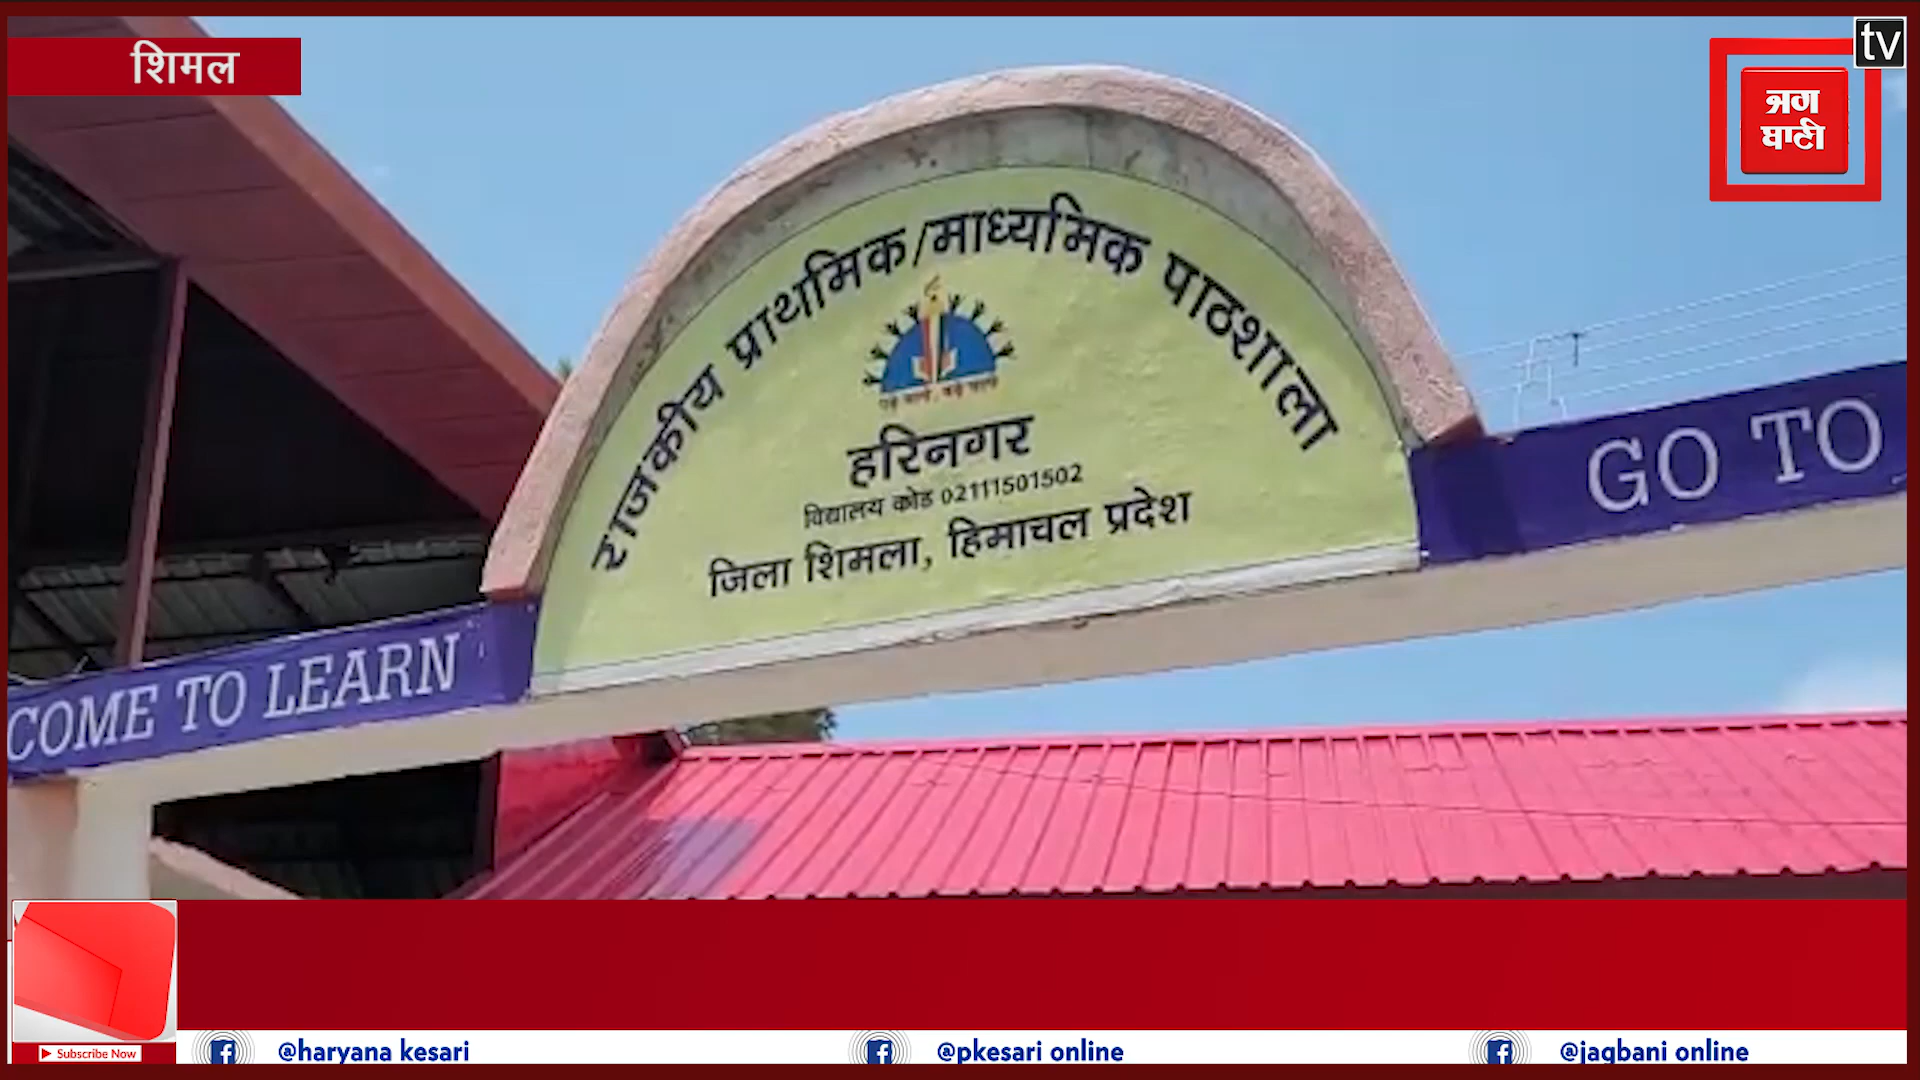 शिमल
tv
ਜਗ
ਬਾਣੀ
राजकीय प्राथमिक/माध्यमिक पाठशाला
हरिनगर
विद्यालय कोड 02111501502
जिला शिमला, हिमाचल प्रदेश
COME TO LEARN
GO TO
Subscribe Now
@haryana kesari
@pkesari online
@jagbani online